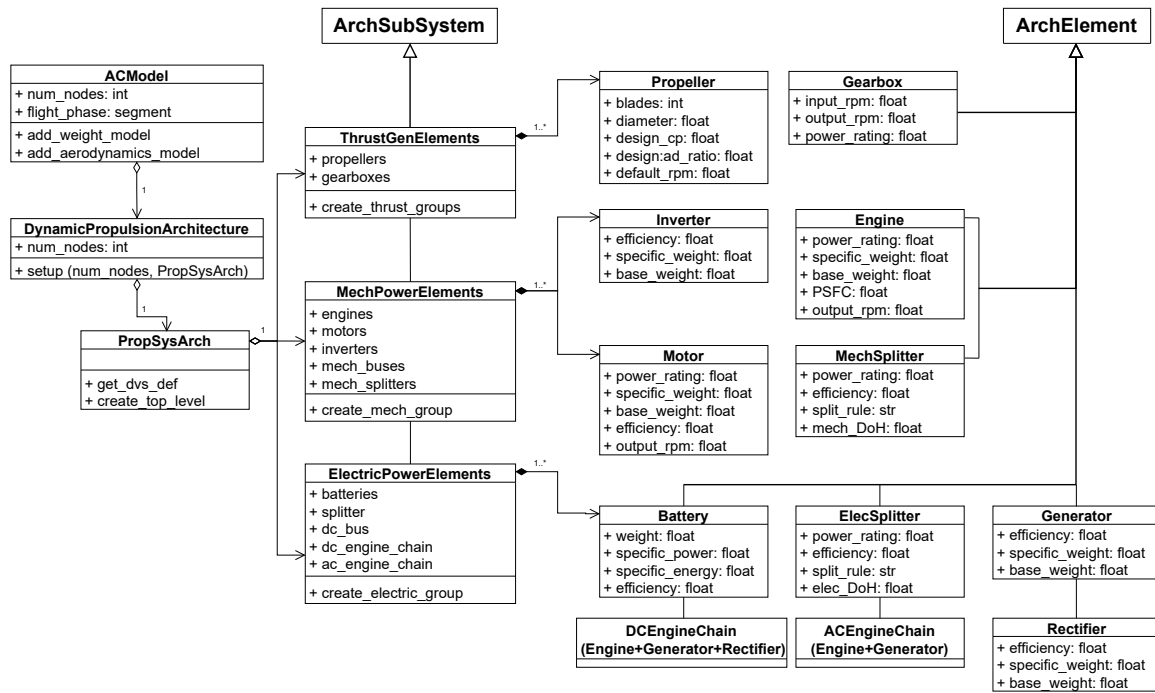 ArchSubSystem
ArchElement
ACModel
+ num_nodes: int
+ flight_phase: segment
+ add_weight_model
+ add_aerodynamics_model
1
DynamicPropulsionArchitecture
+ num_nodes: int
+ setup (num_nodes, PropSysArch)
1
PropSysArch
+ get_dvs_def
+ create_top_level
1
ThrustGenElements
+ propellers
+ gearboxes
+ create_thrust_groups
1..*
MechPowerElements
+ engines
+ motors
+ inverters
+ mech_buses
+ mech_splitters
+ create_mech_group
1..*
ElectricPowerElements
+ batteries
+ splitter
+ dc_bus
+ dc_engine_chain
+ ac_engine_chain
+ create_electric_group
1..*
Propeller
+ blades: int
+ diameter: float
+ design_cp: float
+ design:ad_ratio: float
+ default_rpm: float
Gearbox
+ input_rpm: float
+ output_rpm: float
+ power_rating: float
Inverter
+ efficiency: float
+ specific_weight: float
+ base_weight: float
Engine
+ power_rating: float
+ specific_weight: float
+ base_weight: float
+ PSFC: float
+ output_rpm: float
Motor
+ power_rating: float
+ specific_weight: float
+ base_weight: float
+ efficiency: float
+ output_rpm: float
MechSplitter
+ power_rating: float
+ efficiency: float
+ split_rule: str
+ mech_DoH: float
Battery
+ weight: float
+ specific_power: float
+ specific_energy: float
+ efficiency: float
ElecSplitter
+ power_rating: float
+ efficiency: float
+ split_rule: str
+ elec_DoH: float
Generator
+ efficiency: float
+ specific_weight: float
+ base_weight: float
DCEngineChain
(Engine+Generator+Rectifier)
ACEngineChain
(Engine+Generator)
Rectifier
+ efficiency: float
+ specific_weight: float
+ base_weight: float